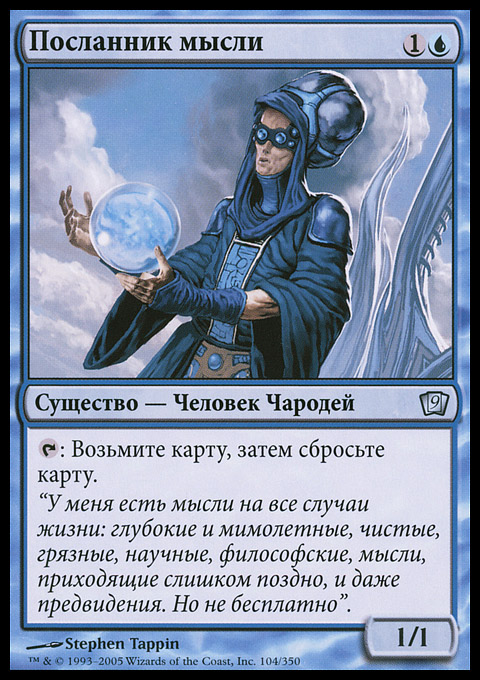 Посланник мысли 1
Существо — Человек Чародей 9
: Возьмите карту, затем сбросьте
карту.
“У меня есть мысли на все случаи
жизни: глубокие и мимолетные, чистые,
грязные, научные, философские, мысли,
приходящие слишком поздно, и даже
предвидения. Но не бесплатно”.
1/1
Stephen Tappin
™ & © 1993–2005 Wizards of the Coast, Inc. 104/350